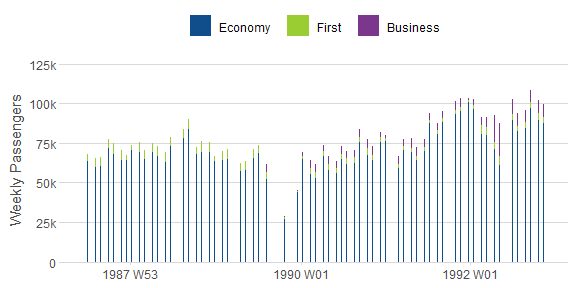 Economy First Business
Weekly Passengers
125k
100k
75k
50k
25k
0
1987 W53 1990 W01 1992 W01